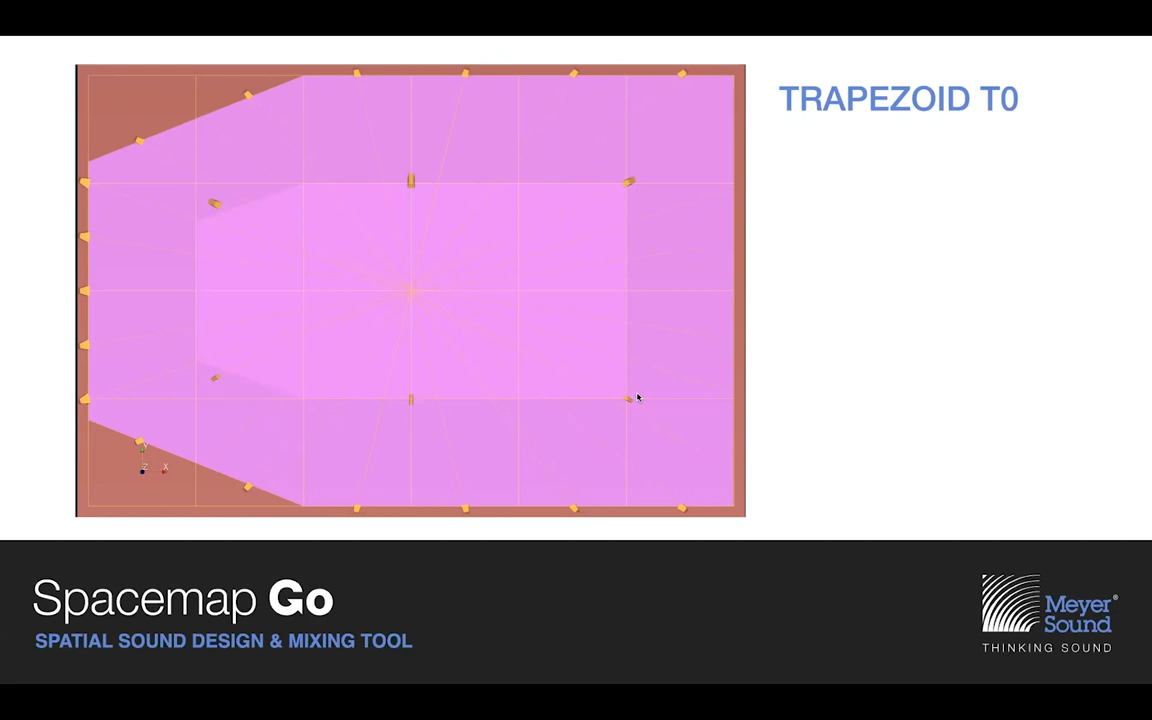 TRAPEZOID T0
Y
Z X
Spacemap Go
SPATIAL SOUND DESIGN & MIXING TOOL
Meyer®
Sound
THINKING SOUND